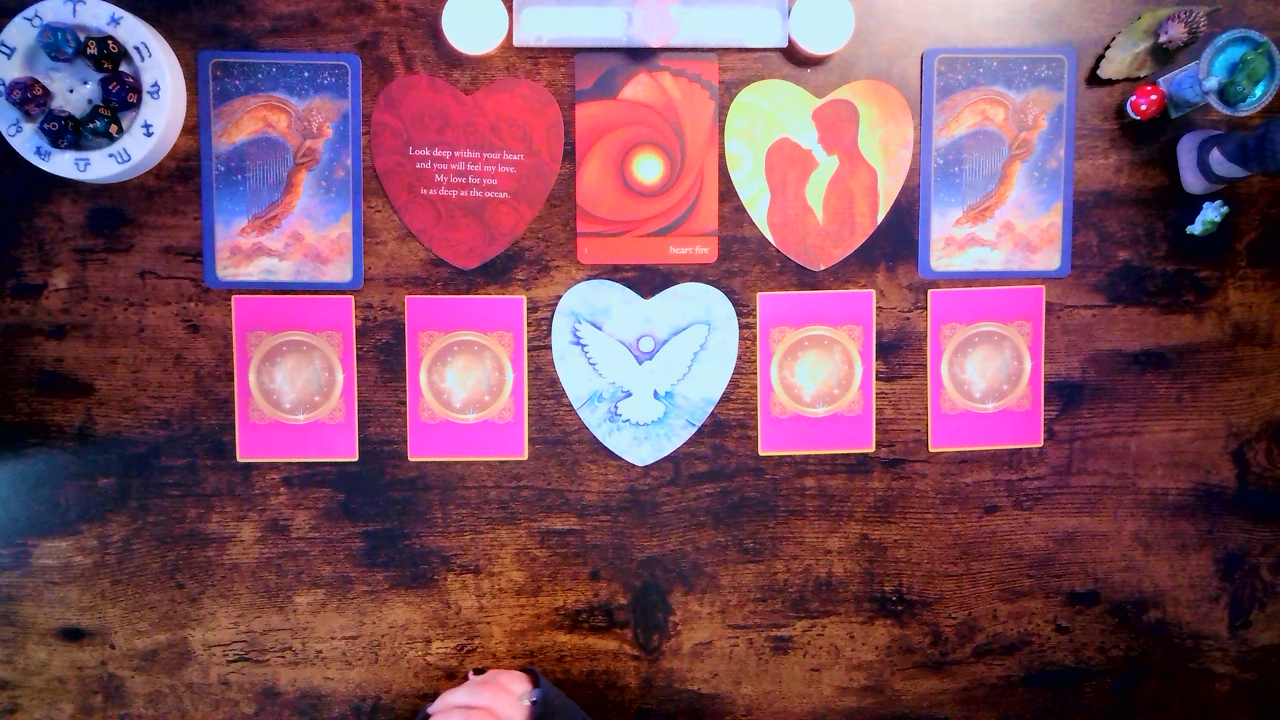 Look deep within your heart
and you will feel my love.
My love for you
is as deep as the ocean.
1 heart fire